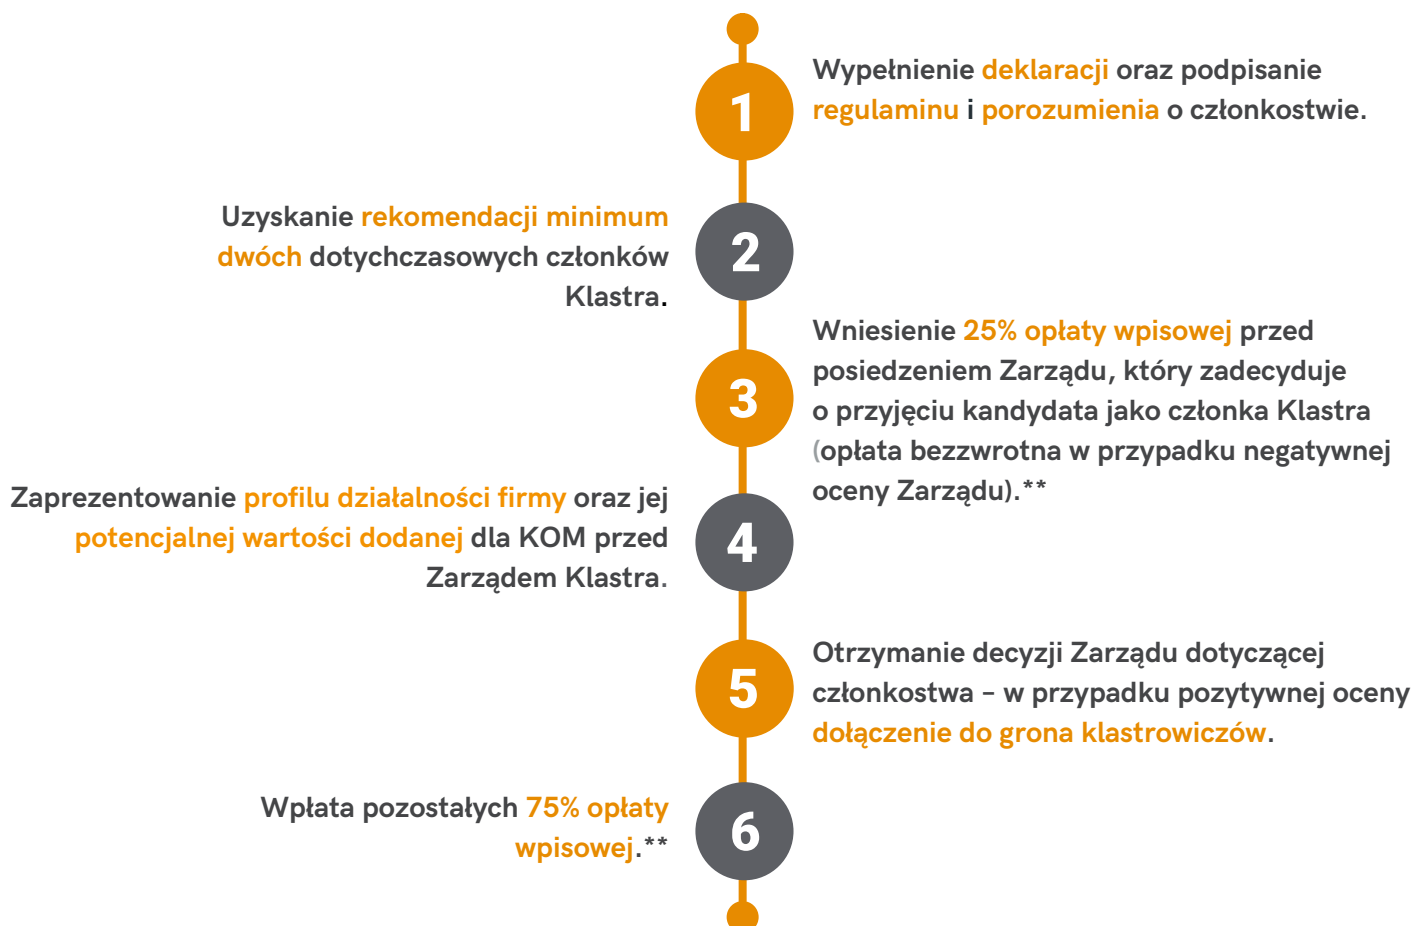 1
Wypełnienie deklaracji oraz podpisanie
regulaminu i porozumienia o członkostwie.
2
Uzyskanie rekomendacji minimum
dwóch dotychczasowych członków
Klastra.
3
Wniesienie 25% opłaty wpisowej przed
posiedzeniem Zarządu, który zadecyduje
o przyjęciu kandydata jako członka Klastra
(opłata bezzwrotna w przypadku negatywnej
oceny Zarządu).**
4
Zaprezentowanie profilu działalności firmy oraz jej
potencjalnej wartości dodanej dla KOM przed
Zarządem Klastra.
5
Otrzymanie decyzji Zarządu dotyczącej
członkostwa – w przypadku pozytywnej oceny
dołączenie do grona klastrowiczów.
6
Wpłata pozostałych 75% opłaty
wpisowej.**